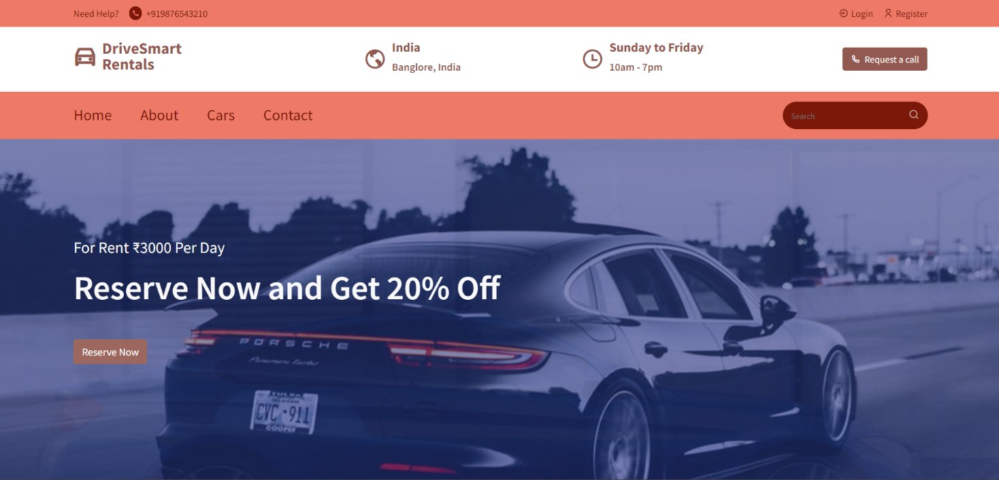 Need Help? +919876543210
Login Register
DriveSmart
Rentals
India
Banglore, India
Sunday to Friday
10am - 7pm
Request a call
Home About Cars Contact
Search
For Rent ₹3000 Per Day
Reserve Now and Get 20% Off
Reserve Now
PORSCHE
Panamera Turbo
TULSA
OKLAHOMA
CVC-911
COOPER